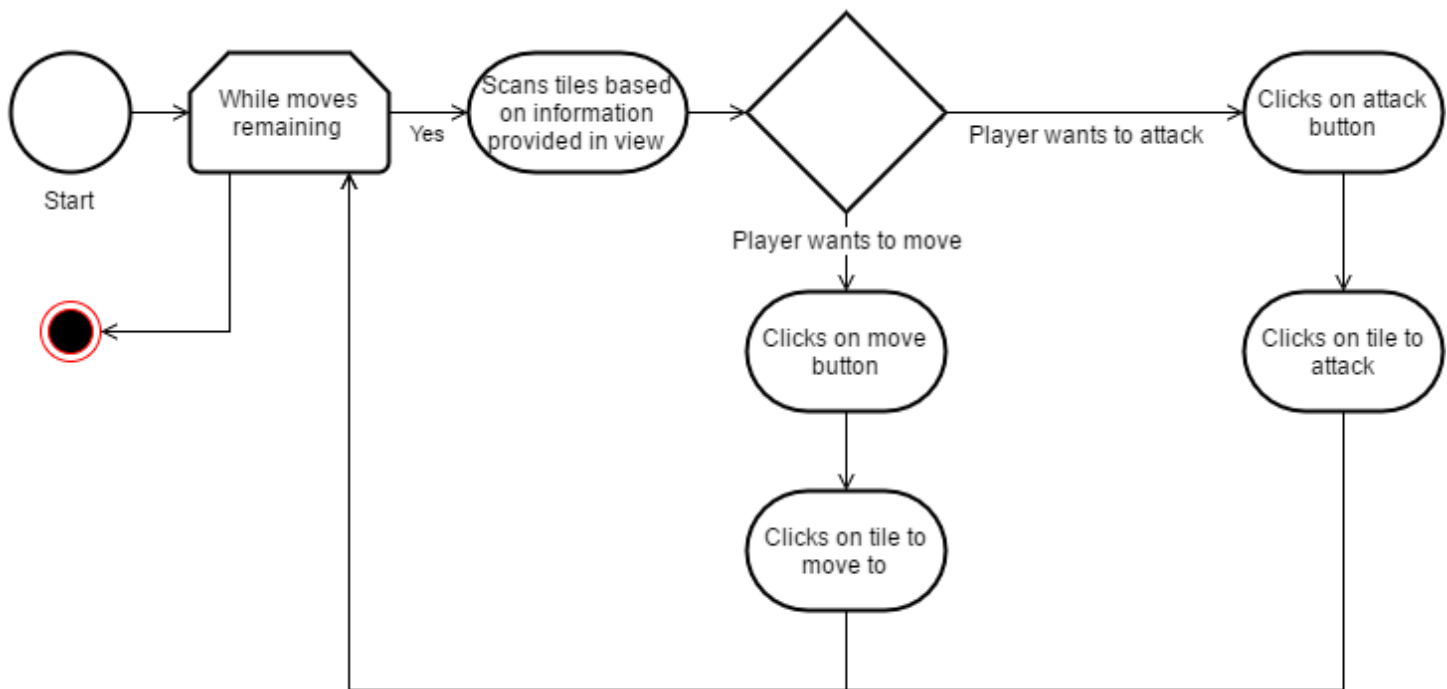 Start
While moves
remaining
Yes
Scans tiles based
on information
provided in view
Player wants to attack
Clicks on attack
button
Player wants to move
Clicks on move
button
Clicks on tile to
attack
Clicks on tile to
move to